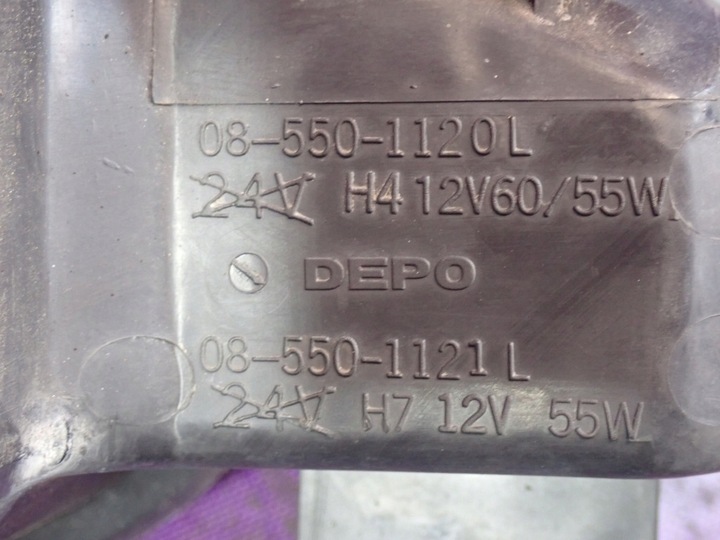 08-550-1120L
24V H4 12V60/55W
DEPO
08-550-1121L
24V H7 12V 55W